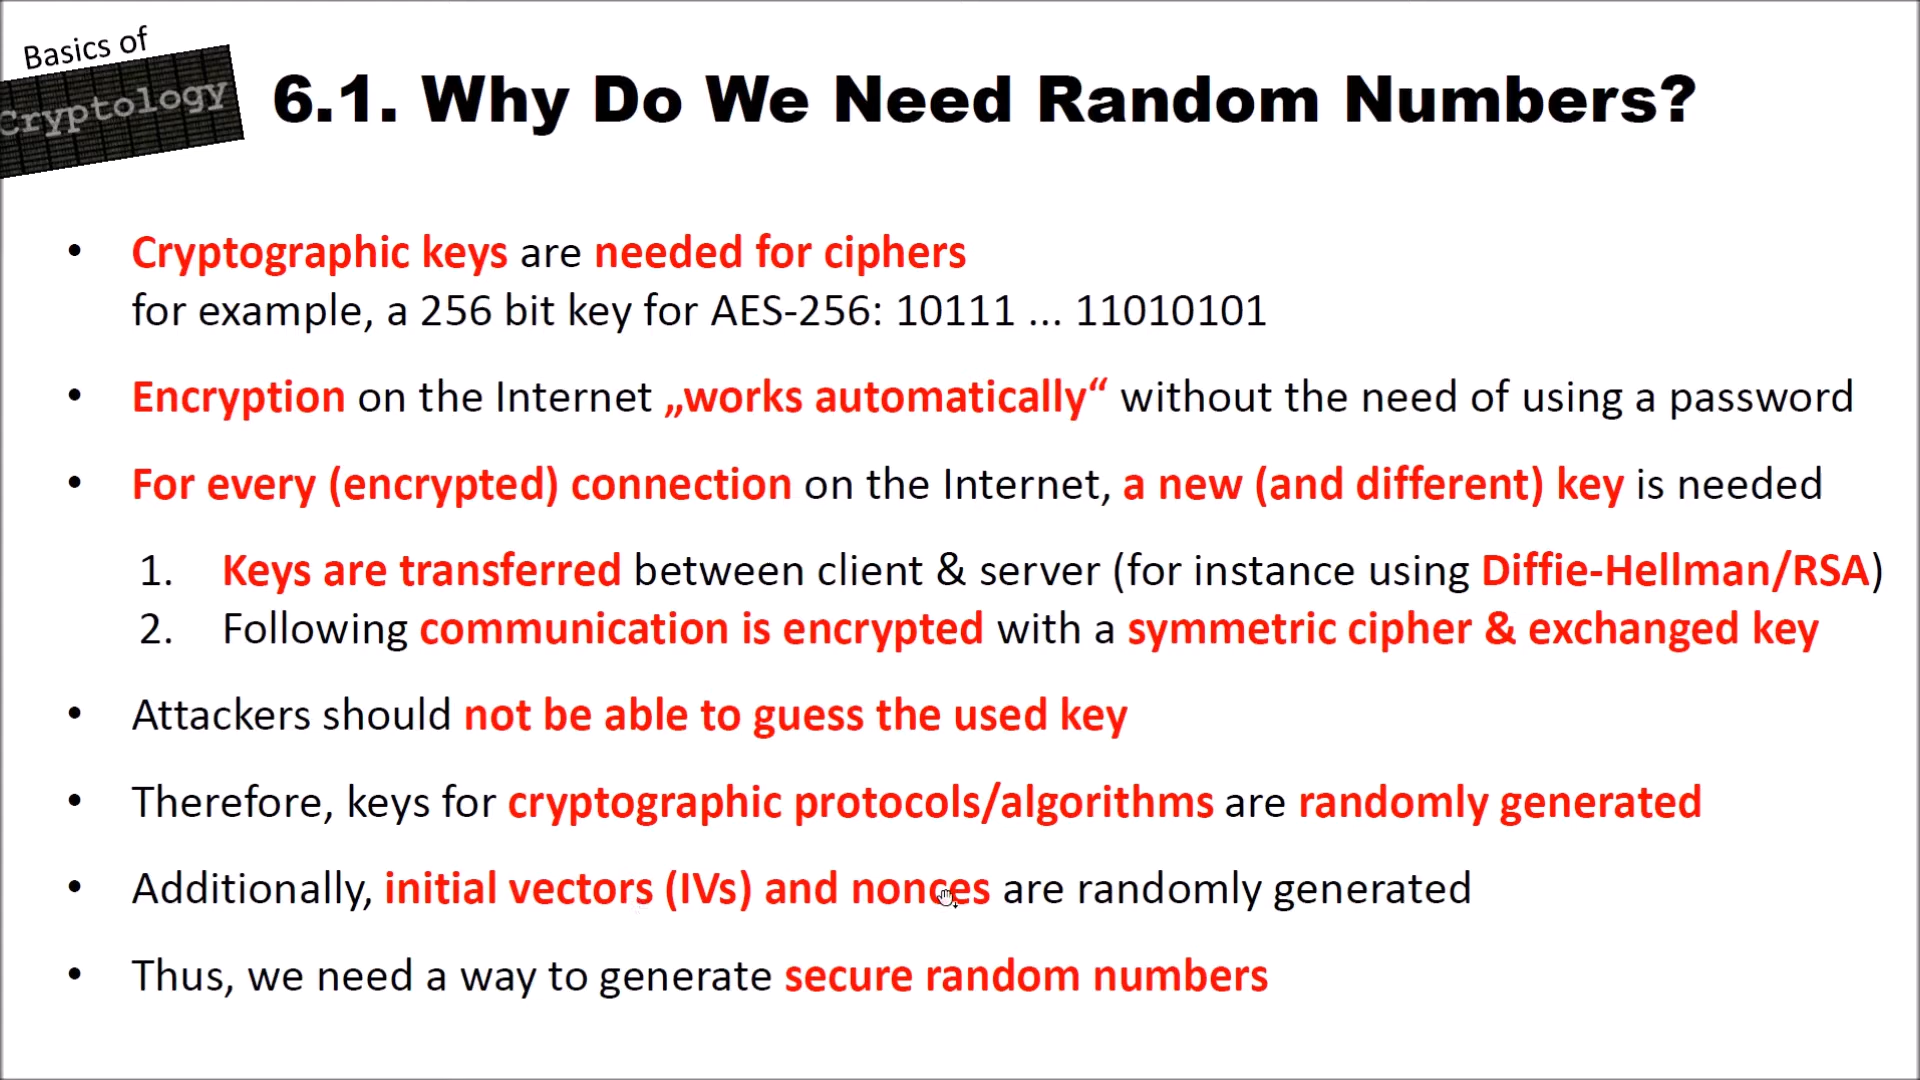 Basics of
Cryptology
6.1. Why Do We Need Random Numbers?
• Cryptographic keys are needed for ciphers
for example, a 256 bit key for AES-256: 10111 ... 11010101
• Encryption on the Internet „works automatically“ without the need of using a password
• For every (encrypted) connection on the Internet, a new (and different) key is needed
1. Keys are transferred between client & server (for instance using Diffie-Hellman/RSA)
2. Following communication is encrypted with a symmetric cipher & exchanged key
• Attackers should not be able to guess the used key
• Therefore, keys for cryptographic protocols/algorithms are randomly generated
• Additionally, initial vectors (IVs) and nonces are randomly generated
• Thus, we need a way to generate secure random numbers